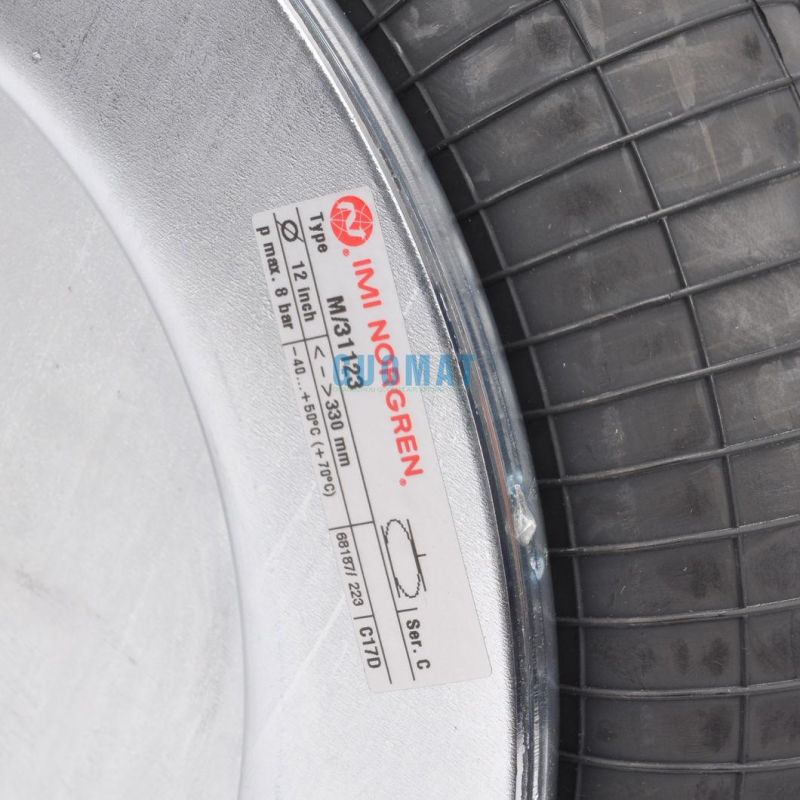 IMI NORGREN®
Type M/31123 Ser. C
Ø 12 inch <-> 330 mm C17D
p max. 8 bar -40...+50°C (+70°C) 68187/ 223
GUOMAT